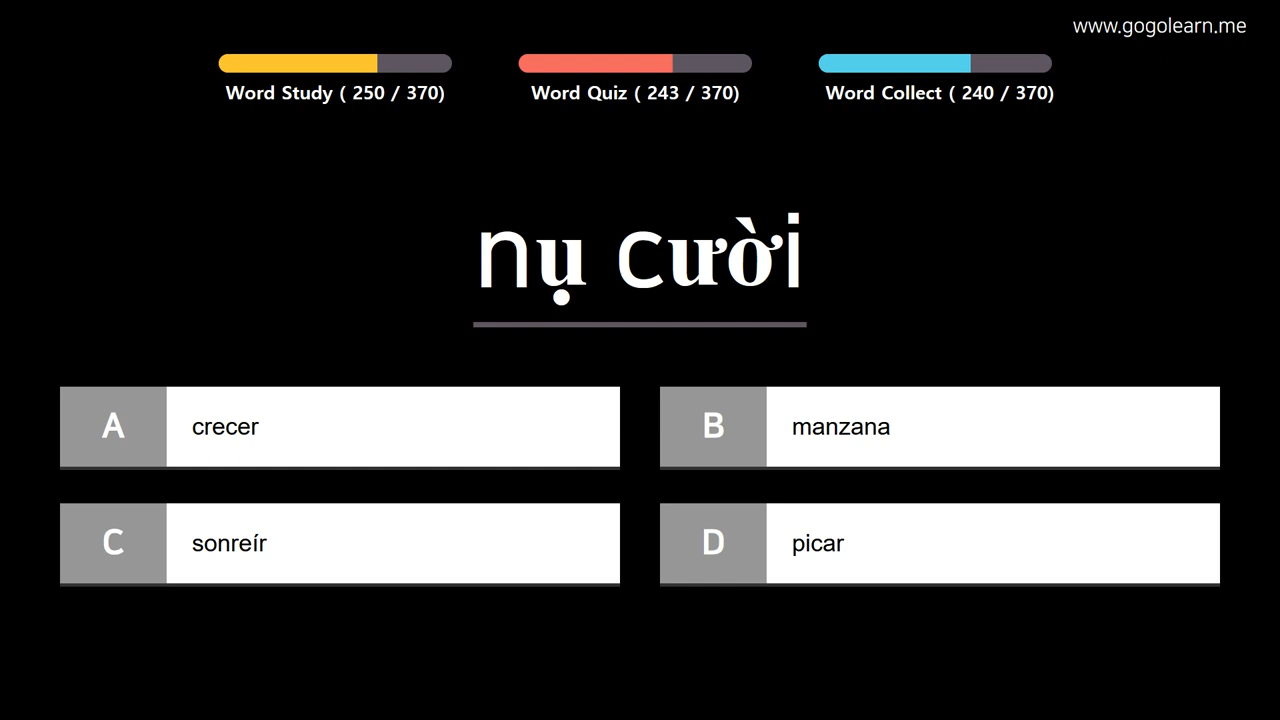 www.gogolearn.me
Word Study ( 250 / 370)
Word Quiz ( 243 / 370)
Word Collect ( 240 / 370)
nụ cười
A crecer
B manzana
C sonreír
D picar